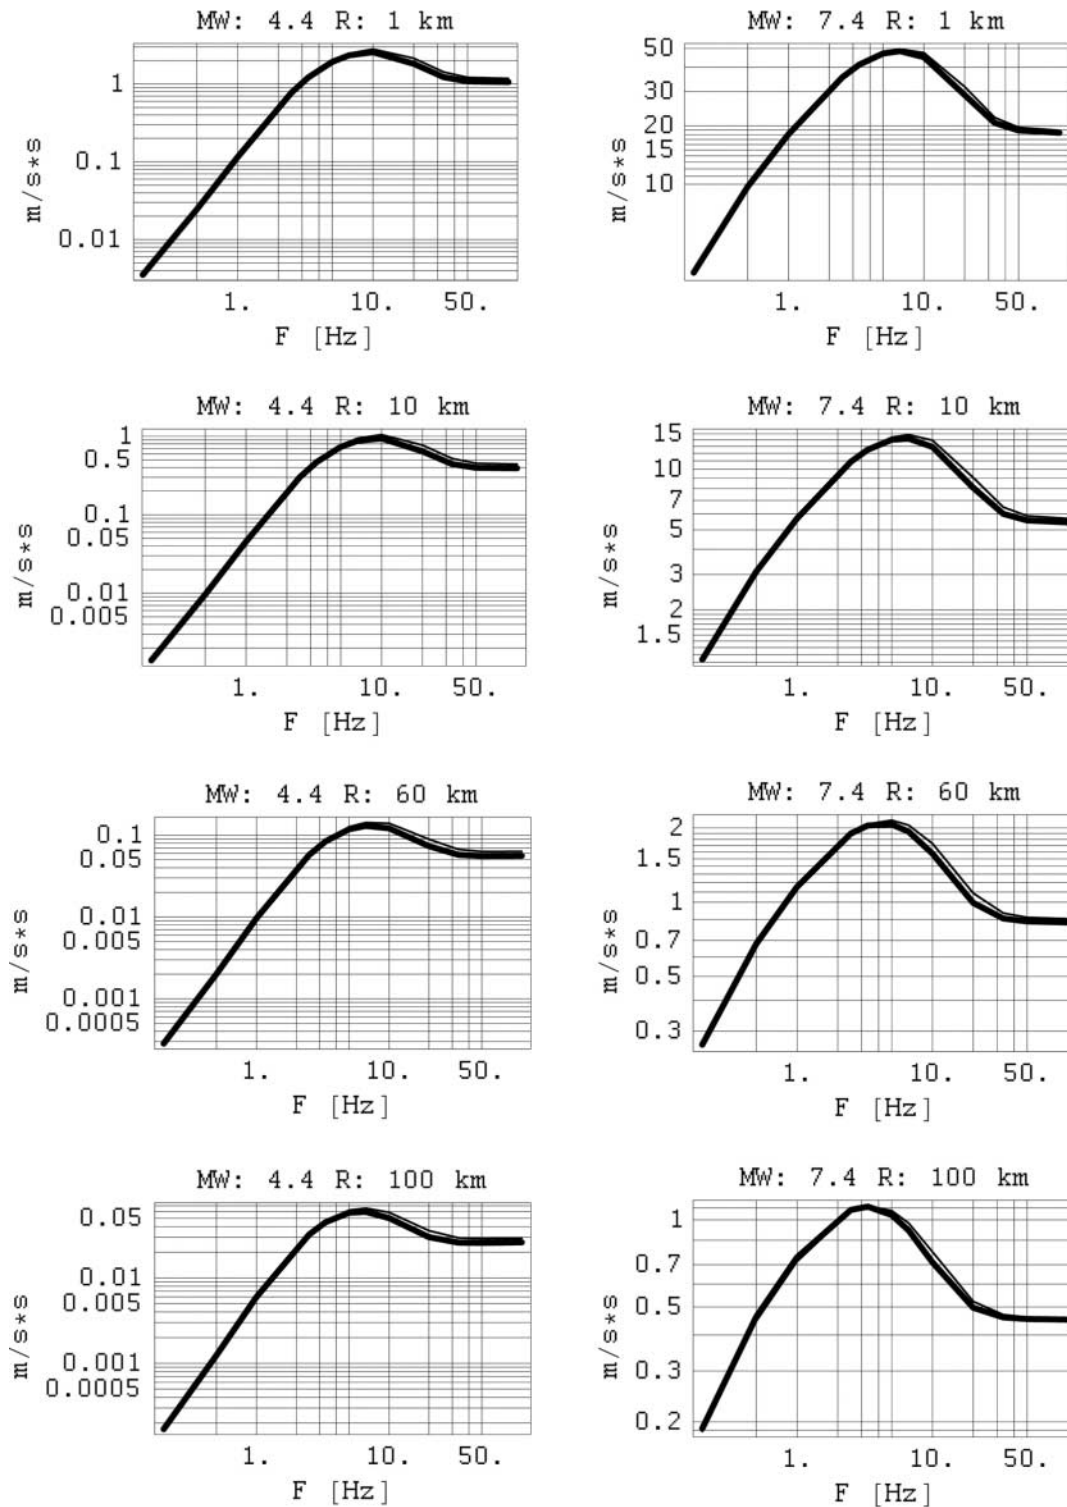 MW: 4.4 R: 1 km
1
0.1
0.01
m/s*s
1. 10. 50.
F [Hz]
MW: 7.4 R: 1 km
50
30
20
15
10
m/s*s
1. 10. 50.
F [Hz]
MW: 4.4 R: 10 km
1
0.5
0.1
0.05
0.01
0.005
m/s*s
1. 10. 50.
F [Hz]
MW: 7.4 R: 10 km
15
10
7
5
3
2
1.5
m/s*s
1. 10. 50.
F [Hz]
MW: 4.4 R: 60 km
0.1
0.05
0.01
0.005
0.001
0.0005
m/s*s
1. 10. 50.
F [Hz]
MW: 7.4 R: 60 km
2
1.5
1
0.7
0.5
0.3
m/s*s
1. 10. 50.
F [Hz]
MW: 4.4 R: 100 km
0.05
0.01
0.005
0.001
0.0005
m/s*s
1. 10. 50.
F [Hz]
MW: 7.4 R: 100 km
1
0.7
0.5
0.3
0.2
m/s*s
1. 10. 50.
F [Hz]